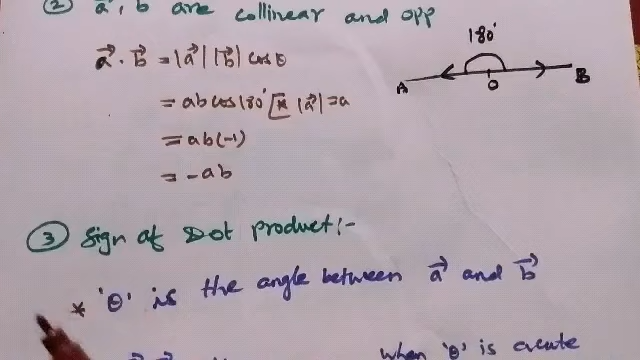 ② a⃗, b⃗ are collinear and opp
a⃗ . b⃗ = |a⃗| |b⃗| cos θ
= ab cos 180° [* |a⃗| = a
= ab(-1)
= -ab
180°
A O B
③ Sign of Dot product:-
* 'θ' is the angle between a⃗ and b⃗
when 'θ' is